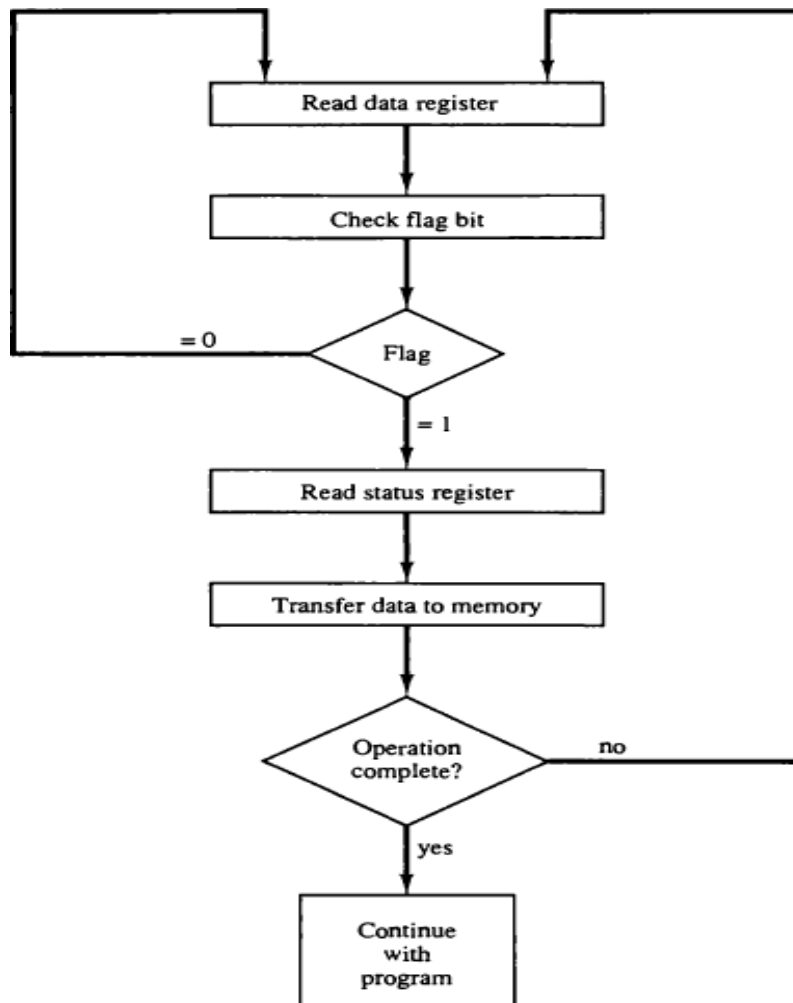 Read data register
Check flag bit
= 0
Flag
= 1
Read status register
Transfer data to memory
Operation
complete?
no
yes
Continue
with
program